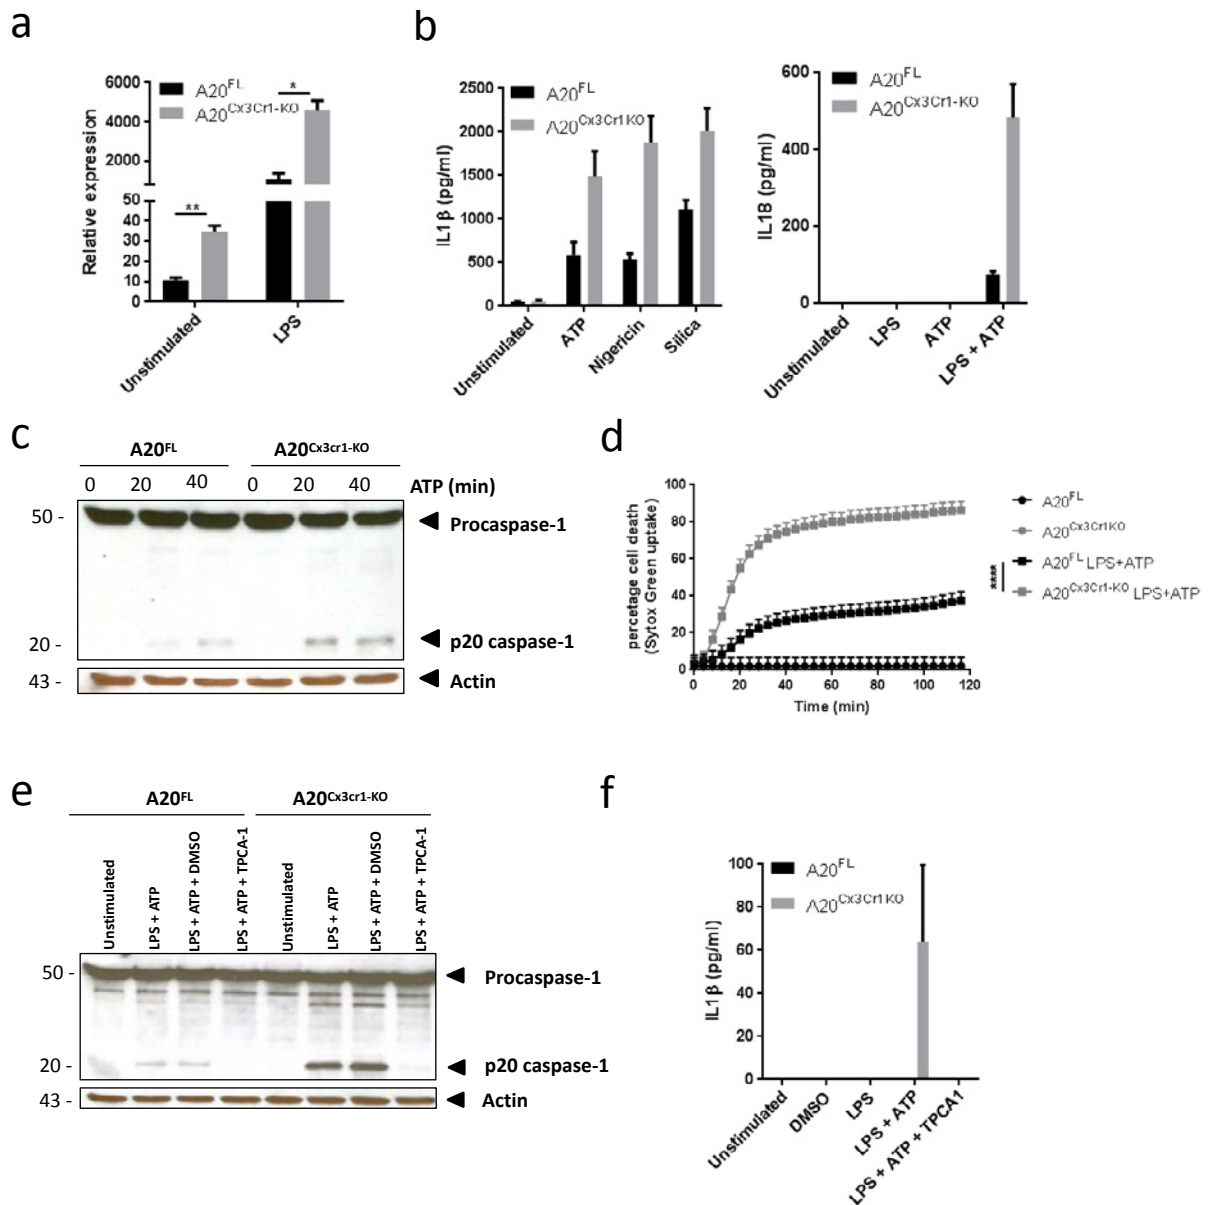 a
b
6000
4000
2000
50
40
30
20
10
0
Relative expression
A20FL
A20Cx3Cr1-KO
*
**
Unstimulated
LPS
2500
2000
1500
1000
500
0
IL1β (pg/ml)
A20FL
A20Cx3Cr1KO
Unstimulated
ATP
Nigericin
Silica
600
400
200
0
IL1B (pg/ml)
A20FL
A20Cx3Cr1-KO
Unstimulated
LPS
ATP
LPS + ATP
c
A20FL
A20Cx3cr1-KO
0 20 40 0 20 40 ATP (min)
50 -
Procaspase-1
20 -
p20 caspase-1
43 -
Actin
d
100
80
60
40
20
0
percetage cell death
(Sytox Green uptake)
0 20 40 60 80 100 120
Time (min)
A20FL
A20Cx3Cr1KO
A20FL LPS+ATP
A20Cx3Cr1-KO LPS+ATP
****
e
A20FL
A20Cx3cr1-KO
Unstimulated
LPS + ATP
LPS + ATP + DMSO
LPS + ATP + TPCA-1
Unstimulated
LPS + ATP
LPS + ATP + DMSO
LPS + ATP + TPCA-1
50 -
Procaspase-1
20 -
p20 caspase-1
43 -
Actin
f
100
80
60
40
20
0
IL1β (pg/ml)
A20FL
A20Cx3Cr1KO
Unstimulated
DMSO
LPS
LPS + ATP
LPS + ATP + TPCA1